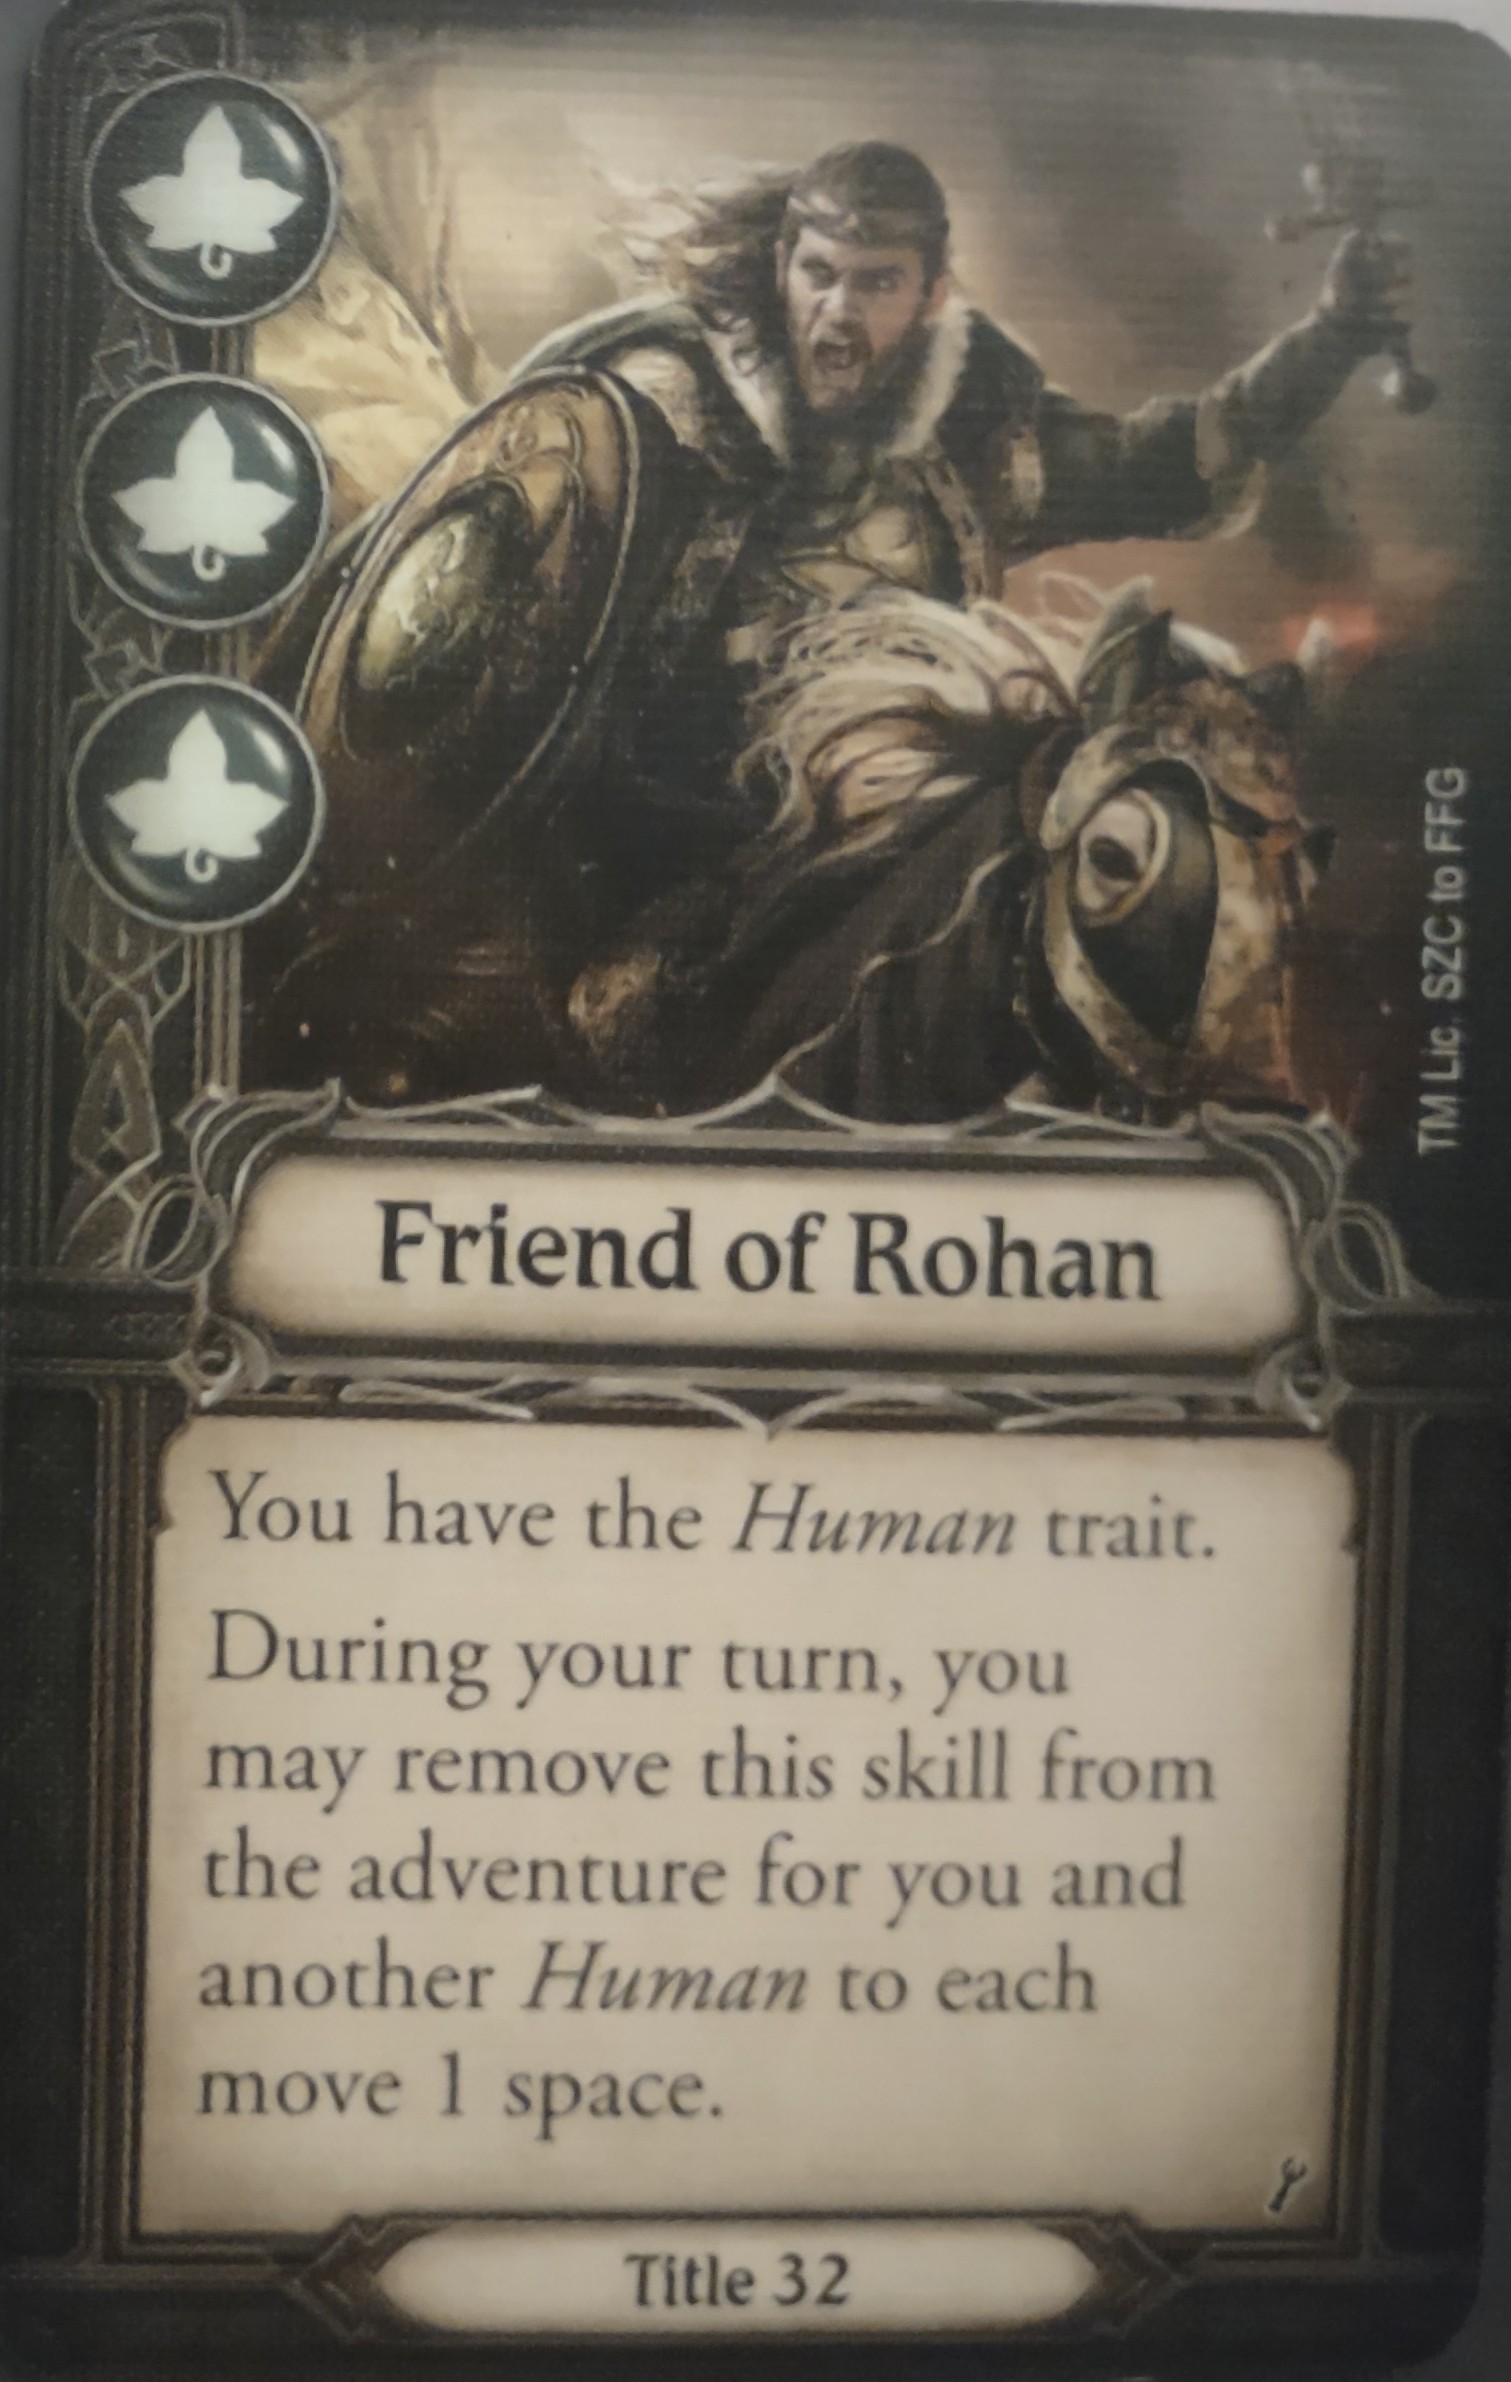 TM Lic. SZC to FFG
Friend of Rohan
You have the Human trait.
During your turn, you
may remove this skill from
the adventure for you and
another Human to each
move 1 space.
Title 32